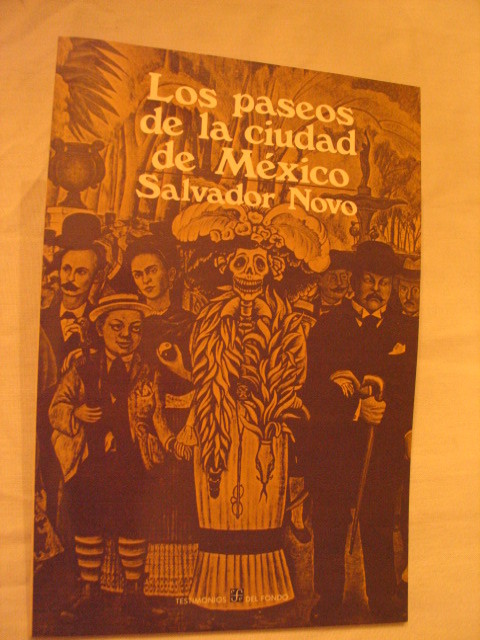 Los paseos
de la ciudad
de México
Salvador Novo
TESTIMONIOS DEL FONDO